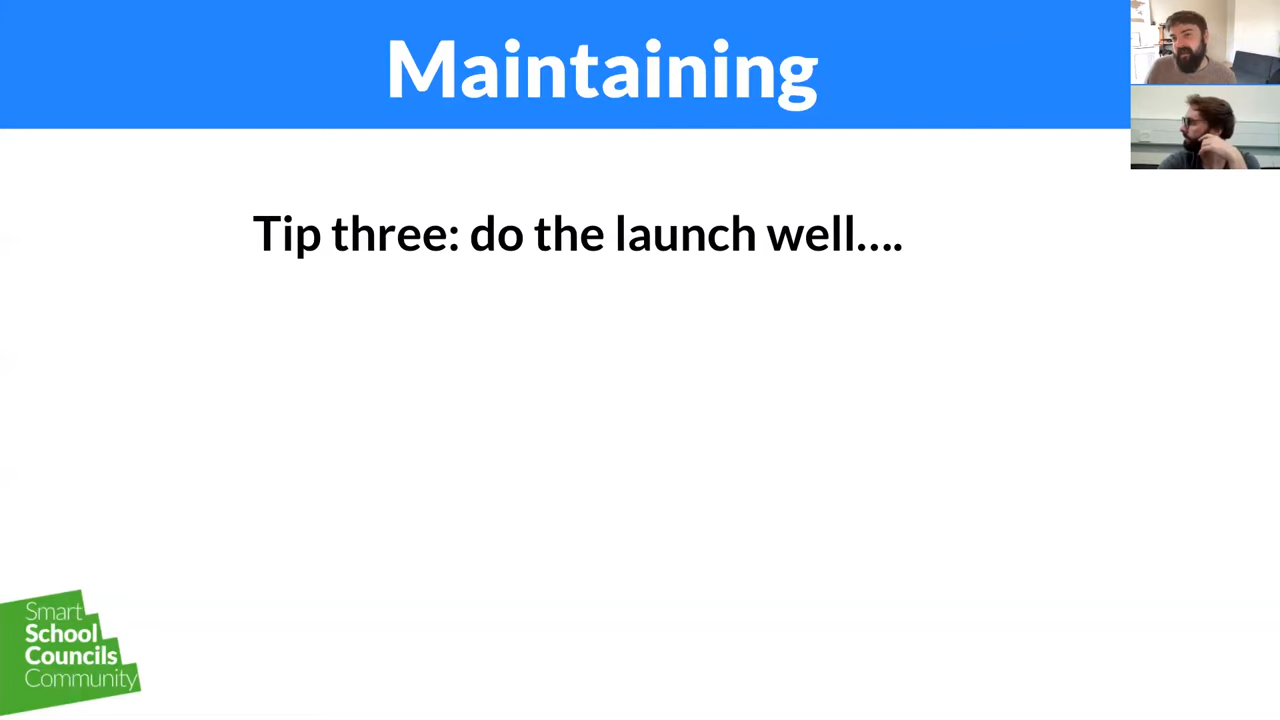 Maintaining
Tip three: do the launch well....
Smart
School
Councils
Community